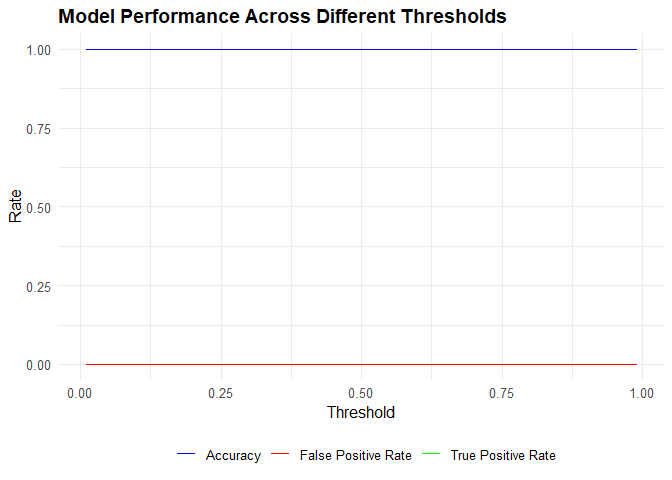 Model Performance Across Different Thresholds
1.00
0.75
0.50
0.25
0.00
Rate
0.00 0.25 0.50 0.75 1.00
Threshold
Accuracy False Positive Rate True Positive Rate